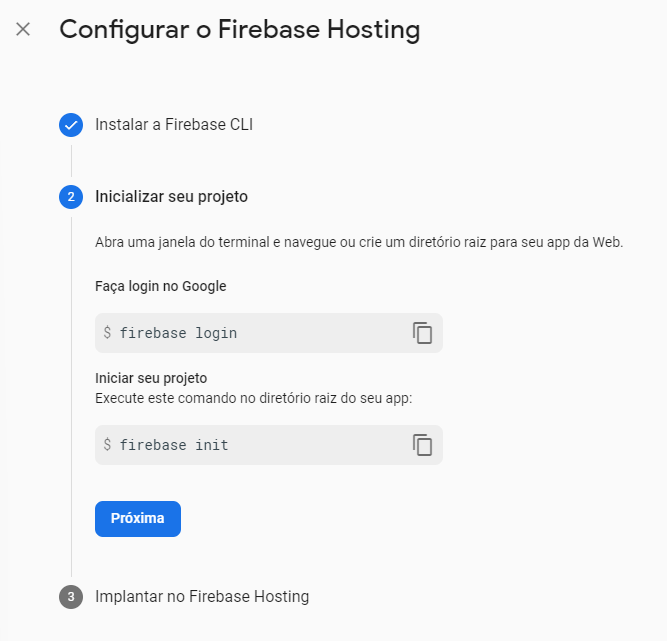 Configurar o Firebase Hosting
Instalar a Firebase CLI
2 Inicializar seu projeto
Abra uma janela do terminal e navegue ou crie um diretório raiz para seu app da Web.
Faça login no Google
$ firebase login
Iniciar seu projeto
Execute este comando no diretório raiz do seu app:
$ firebase init
Próxima
3 Implantar no Firebase Hosting